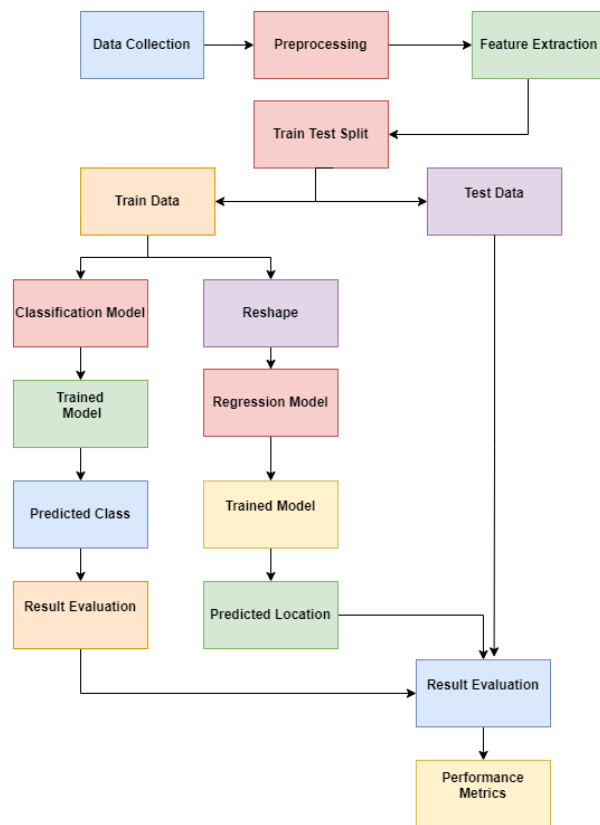 Data Collection
Preprocessing
Feature Extraction
Train Test Split
Train Data
Test Data
Classification Model
Reshape
Trained
Model
Regression Model
Predicted Class
Trained Model
Result Evaluation
Predicted Location
Result Evaluation
Performance
Metrics